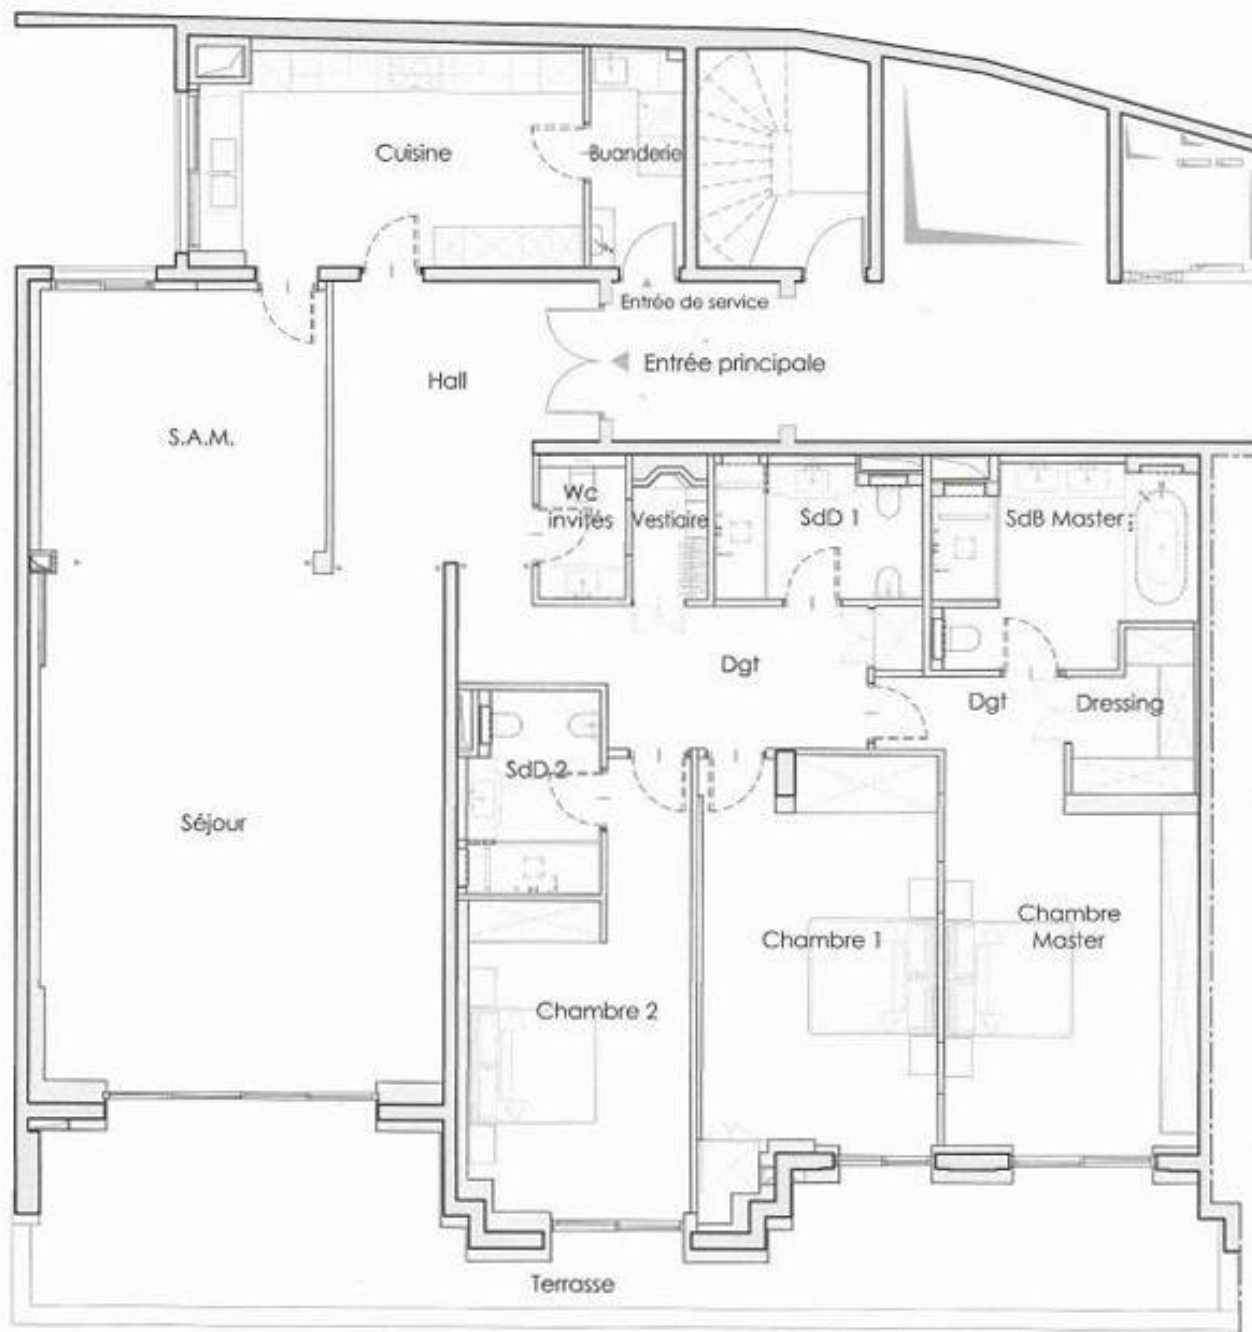 Cuisine
Buanderie
Entrée de service
Entrée principale
Hall
S.A.M.
Wc
invités
Vestiaire
SdD 1
SdB Master
Dgt
Dgt
Dressing
SdD 2
Séjour
Chambre 1
Chambre
Master
Chambre 2
Terrasse